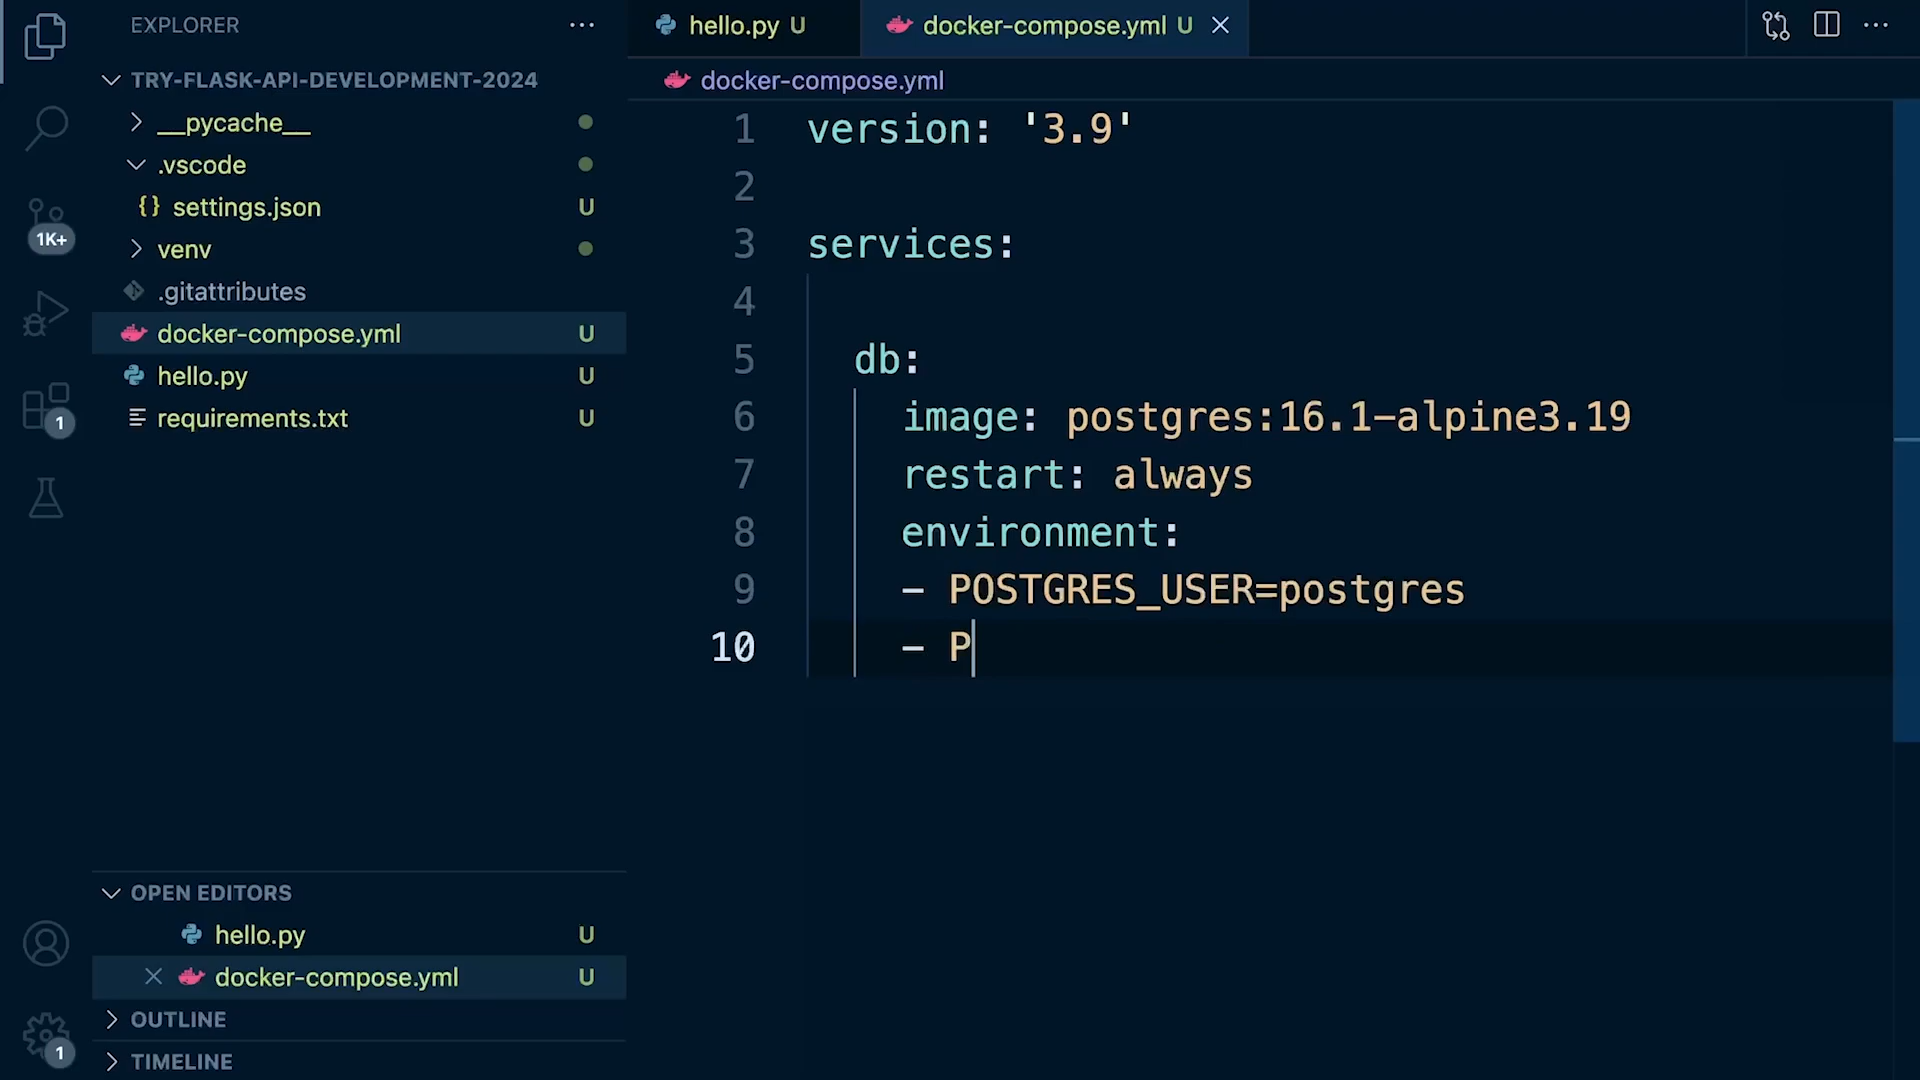 EXPLORER
TRY-FLASK-API-DEVELOPMENT-2024
__pycache__
.vscode
{} settings.json U
venv
.gitattributes
docker-compose.yml U
hello.py U
requirements.txt U
1K+
1
OPEN EDITORS
hello.py U
docker-compose.yml U
OUTLINE
TIMELINE
1
hello.py U
docker-compose.yml U
docker-compose.yml
1 version: '3.9'
2
3 services:
4
5 db:
6 image: postgres:16.1-alpine3.19
7 restart: always
8 environment:
9 - POSTGRES_USER=postgres
10 - P